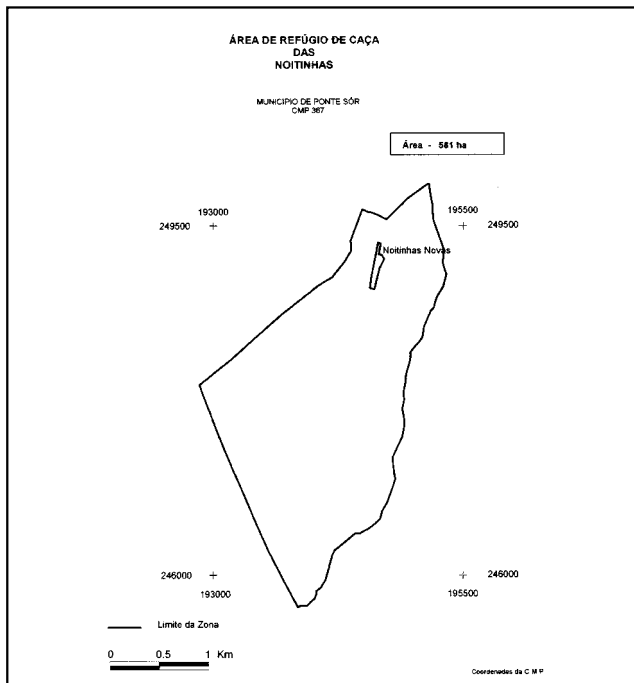 ÁREA DE REFÚGIO DE CAÇA
DAS
NOITINHAS
MUNICIPIO DE PONTE SÔR
CMP 367
Área - 581 ha
193000
195500
249500
249500
Noitinhas Novas
246000
246000
193000
195500
Limite da Zona
0 0.5 1 Km
Coordenadas da C M P